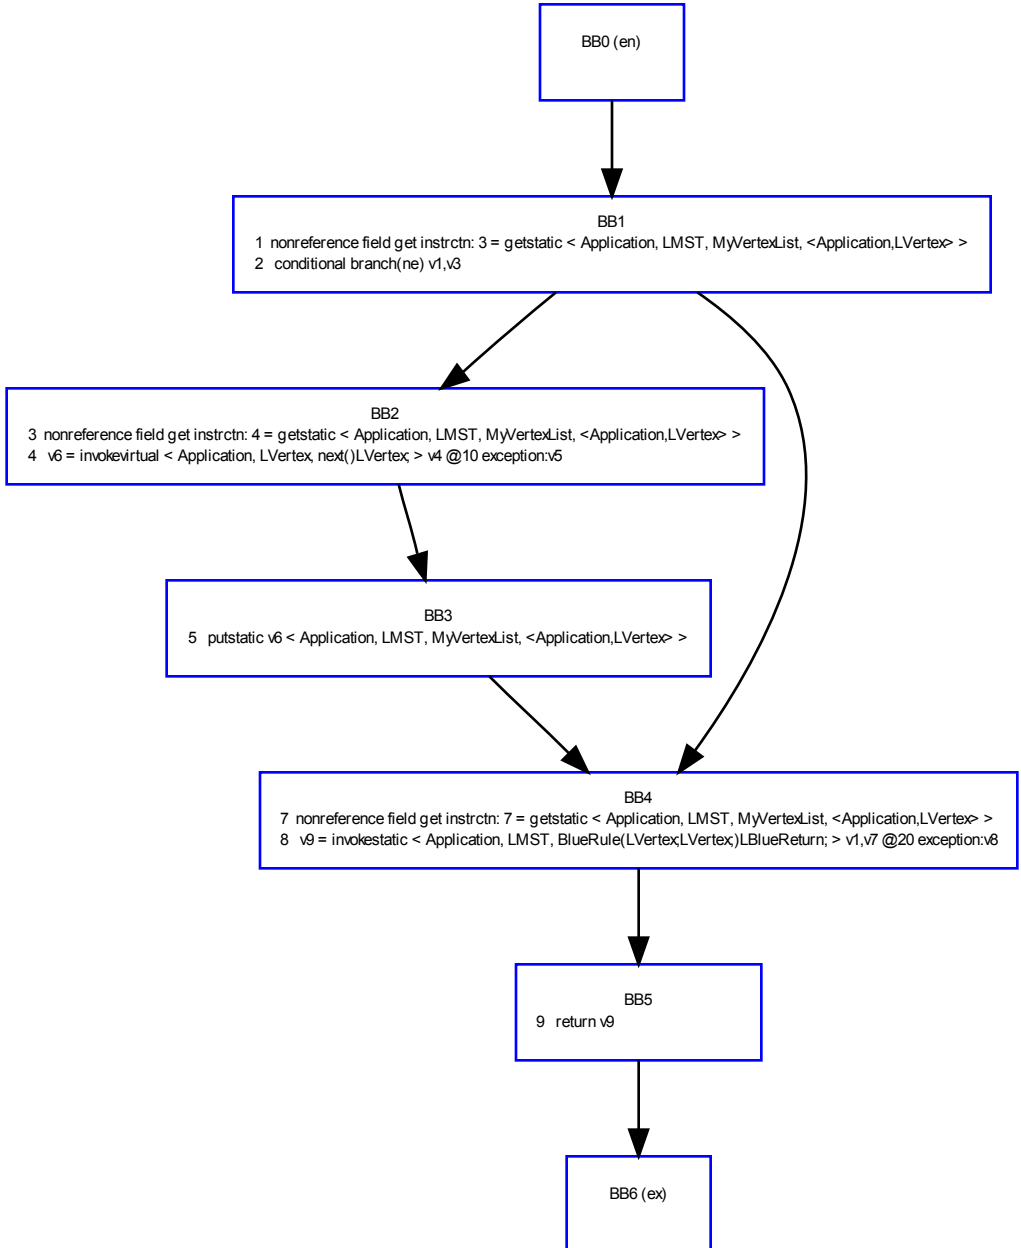 BB0 (en)
BB1
1 nonreference field get instrctn: 3 = getstatic < Application, LMST, MyVertexList, <Application,LVertex> >
2 conditional branch(ne) v1,v3
BB2
3 nonreference field get instrctn: 4 = getstatic < Application, LMST, MyVertexList, <Application,LVertex> >
4 v6 = invokevirtual < Application, LVertex, next()LVertex; > v4 @10 exception:v5
BB3
5 putstatic v6 < Application, LMST, MyVertexList, <Application,LVertex> >
BB4
7 nonreference field get instrctn: 7 = getstatic < Application, LMST, MyVertexList, <Application,LVertex> >
8 v9 = invokestatic < Application, LMST, BlueRule(LVertex;LVertex;)LBlueReturn; > v1,v7 @20 exception:v8
BB5
9 return v9
BB6 (ex)